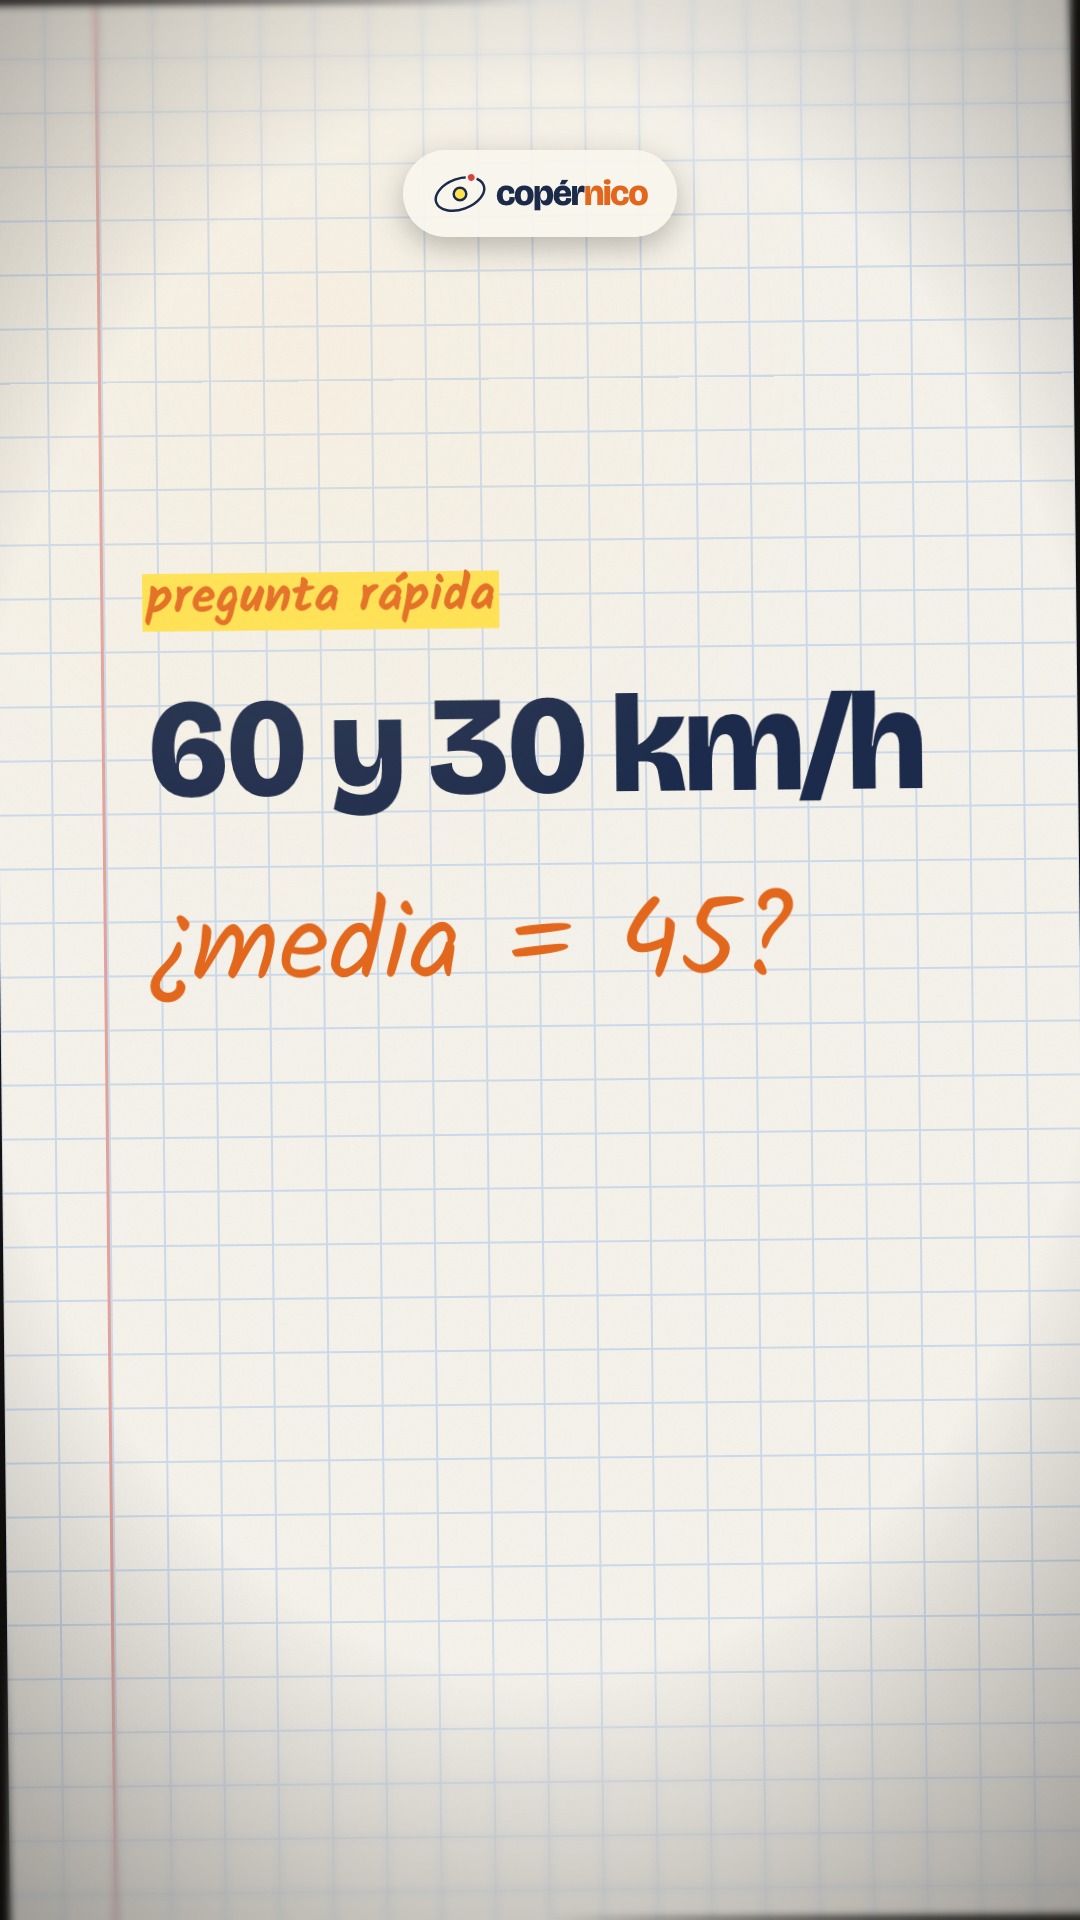 copérnico
pregunta rápida
60 y 30 km/h
¿media = 45?